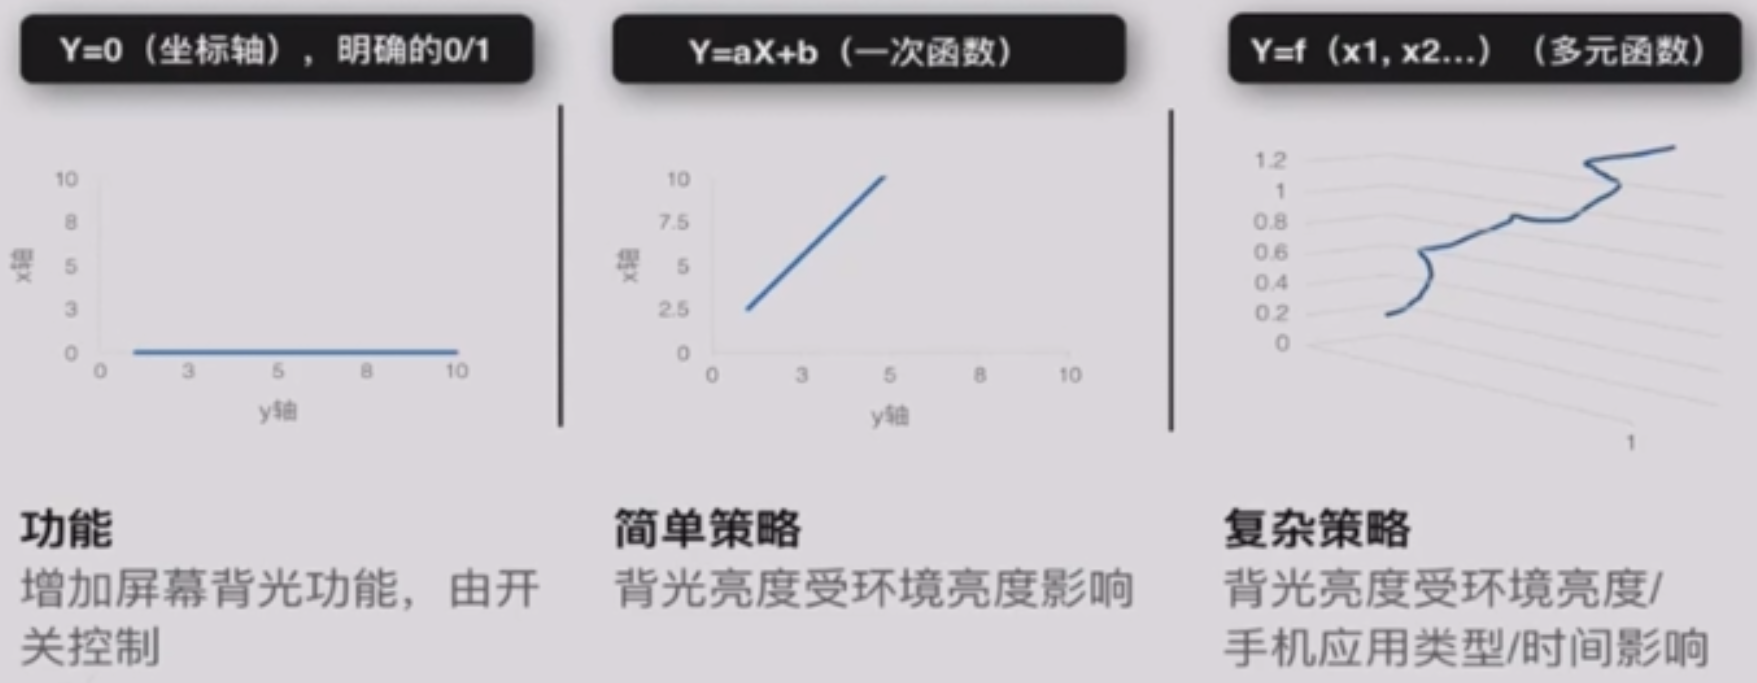 Y=0（坐标轴），明确的0/1
10
8
5
3
0
0 3 5 8 10
x轴
y轴
功能
增加屏幕背光功能，由开
关控制
Y=aX+b（一次函数）
10
7.5
5
2.5
0
0 3 5 8 10
x轴
y轴
简单策略
背光亮度受环境亮度影响
Y=f（x1, x2...）（多元函数）
1.2
1
0.8
0.6
0.4
0.2
0
1
复杂策略
背光亮度受环境亮度/
手机应用类型/时间影响